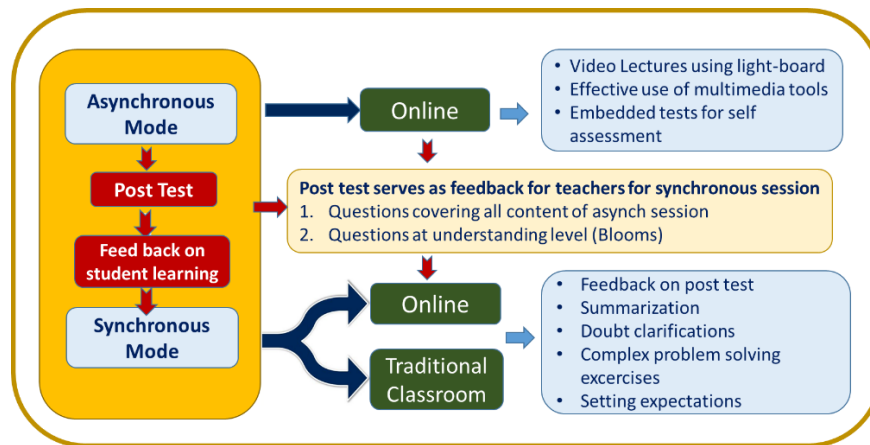 Asynchronous
Mode
Post Test
Feed back on
student learning
Synchronous
Mode
Online
• Video Lectures using light-board
• Effective use of multimedia tools
• Embedded tests for self
assessment
Post test serves as feedback for teachers for synchronous session
1. Questions covering all content of asynch session
2. Questions at understanding level (Blooms)
Online
Traditional
Classroom
• Feedback on post test
• Summarization
• Doubt clarifications
• Complex problem solving
excercises
• Setting expectations